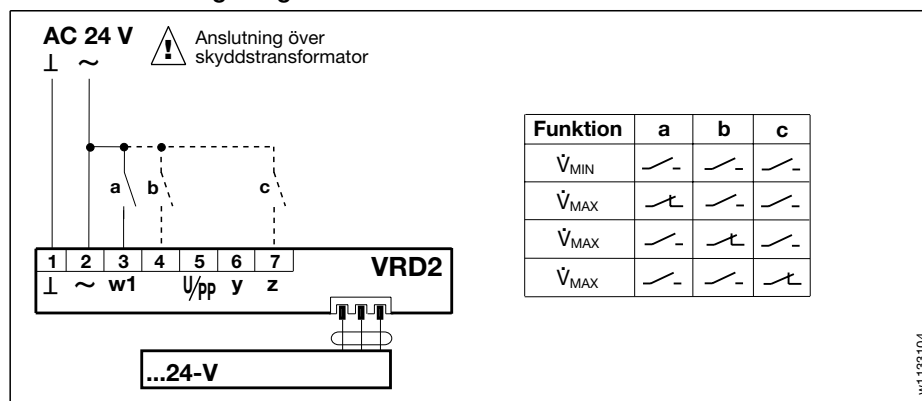 AC 24 V
⊥ ~
Anslutning över
skyddstransformator
a b c
1 2 3 4 5 6 7
⊥ ~ w1 U/pp y z
VRD2
...24-V
Funktion a b c
V̇MIN
V̇MAX
V̇MAX
V̇MAX